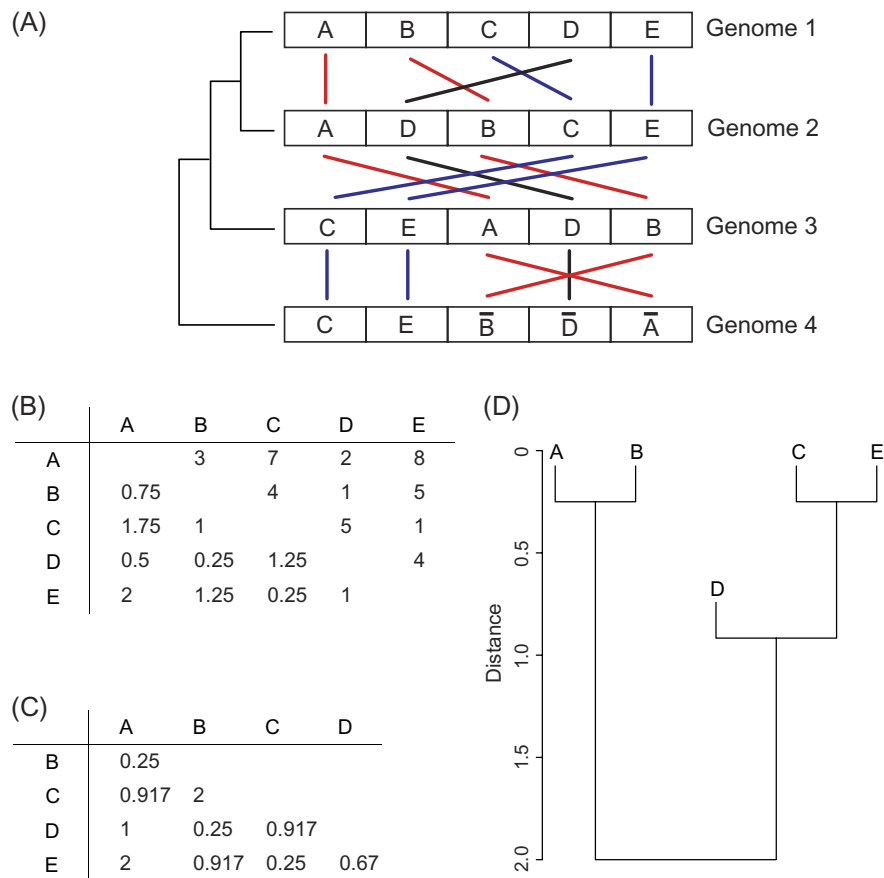 (A)
A B C D E Genome 1
A D B C E Genome 2
C E A D B Genome 3
C E B̅ D̅ A̅ Genome 4
(B)
A B C D E
A 3 7 2 8
B 0.75 4 1 5
C 1.75 1 5 1
D 0.5 0.25 1.25 4
E 2 1.25 0.25 1
(C)
A B C D
B 0.25
C 0.917 2
D 1 0.25 0.917
E 2 0.917 0.25 0.67
(D)
Distance
0
0.5
1.0
1.5
2.0
A B C E
D